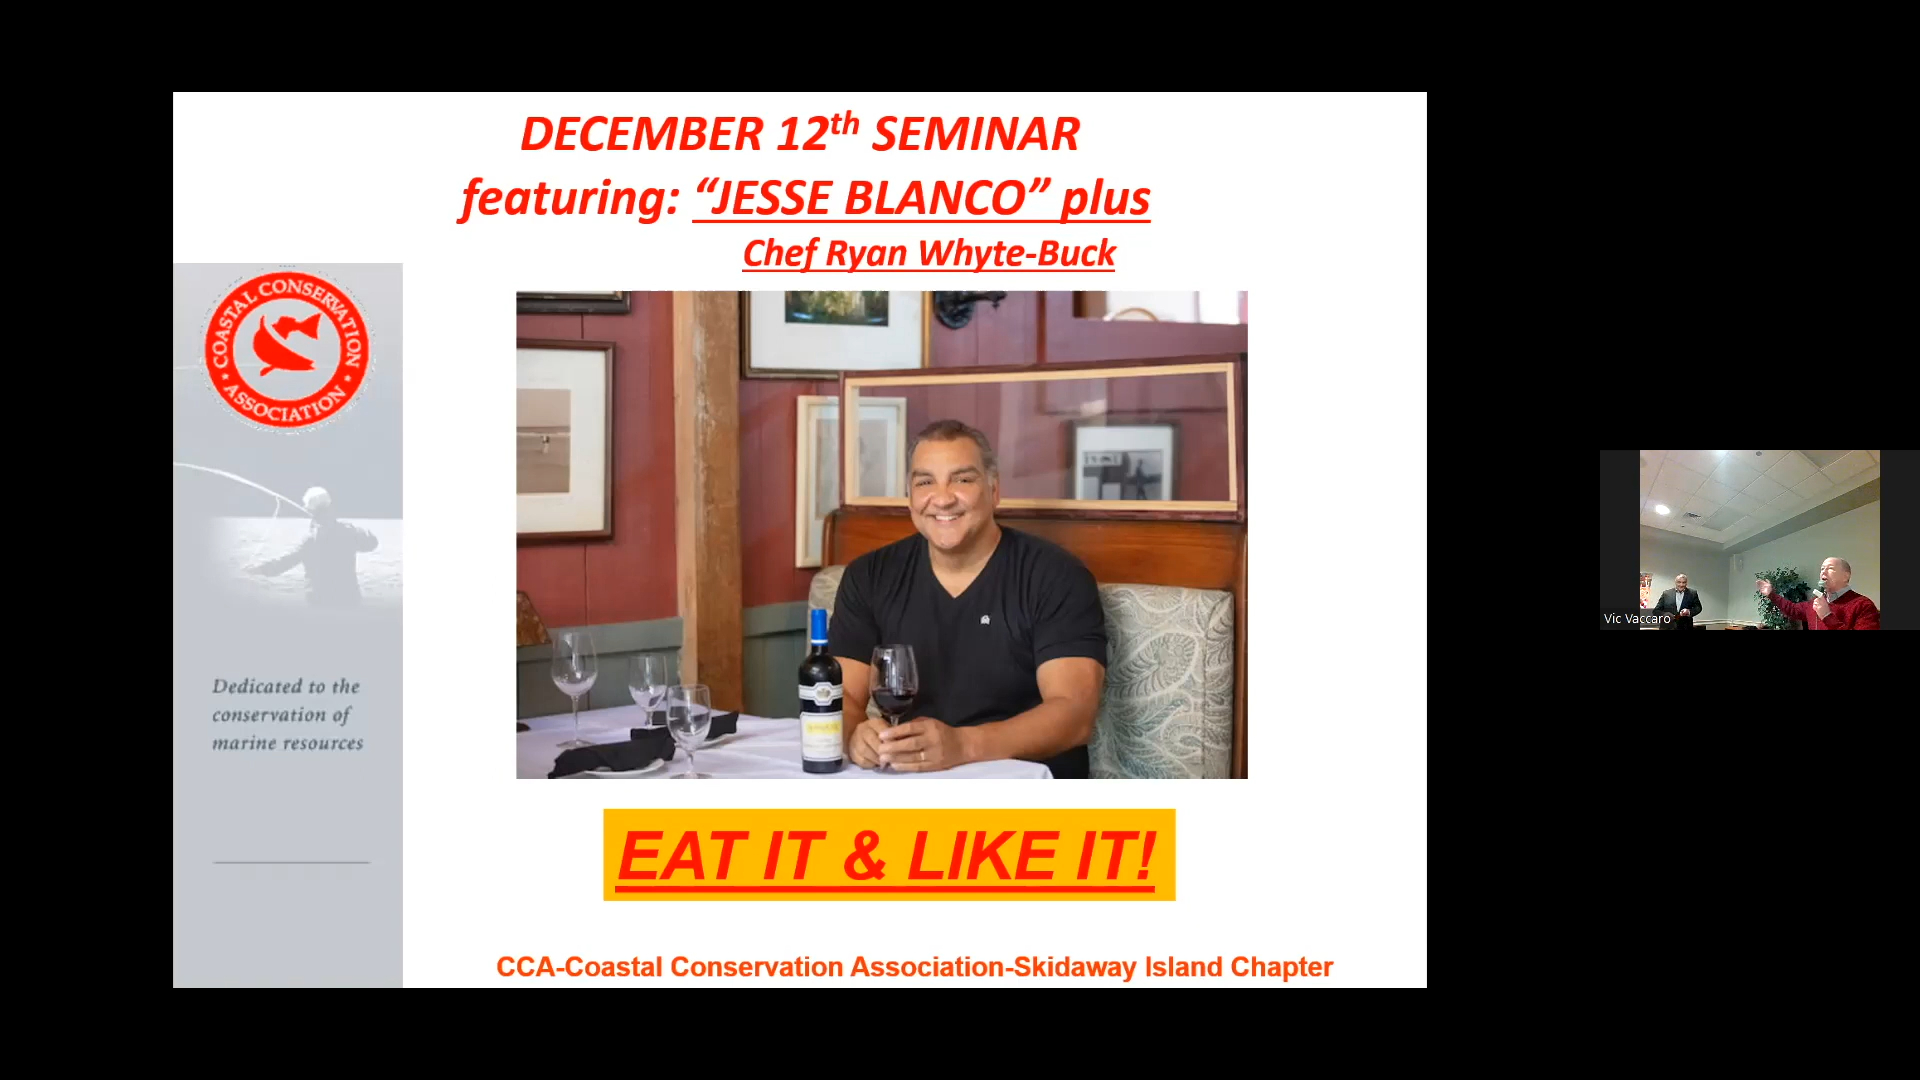 DECEMBER 12th SEMINAR
featuring: “JESSE BLANCO” plus
Chef Ryan Whyte-Buck
COASTAL CONSERVATION
ASSOCIATION
Dedicated to the
conservation of
marine resources
EAT IT & LIKE IT!
CCA-Coastal Conservation Association-Skidaway Island Chapter
Vic Vaccaro